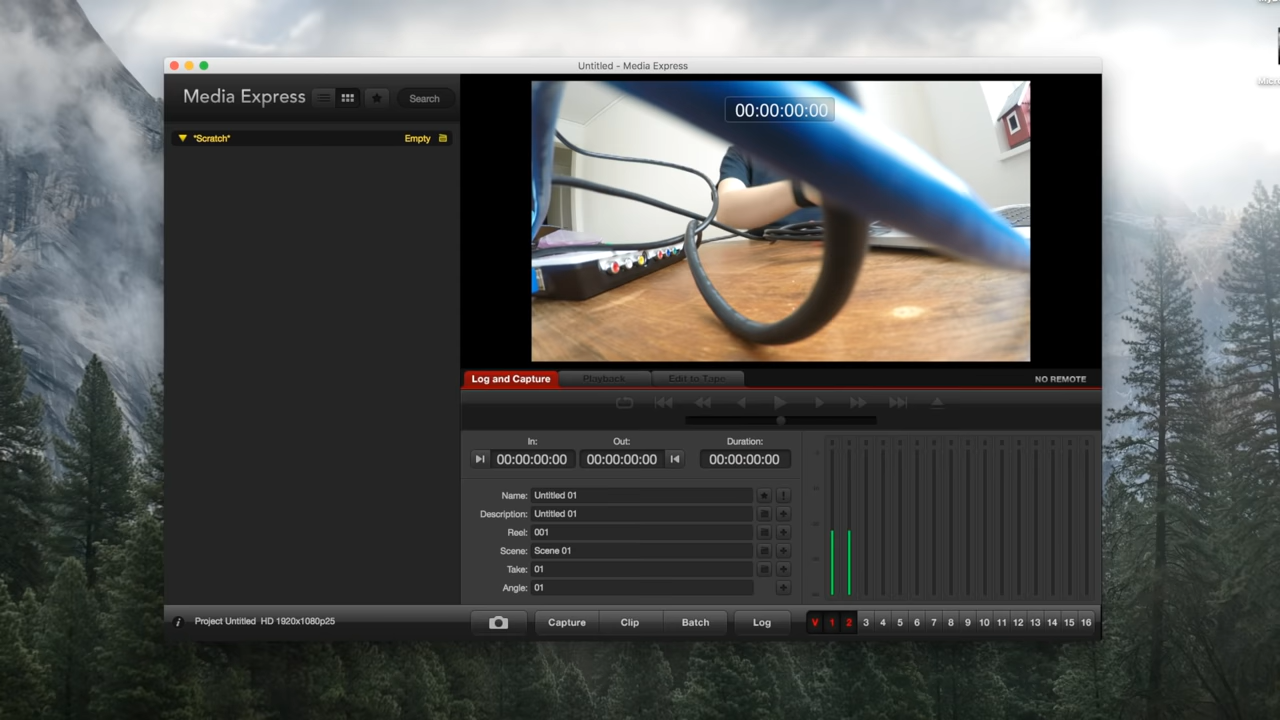 Untitled - Media Express
Media Express
Search
*Scratch* Empty
00:00:00:00
Log and Capture Playback Edit to Tape NO REMOTE
In: Out: Duration:
00:00:00:00 00:00:00:00 00:00:00:00
Name: Untitled 01
Description: Untitled 01
Reel: 001
Scene: Scene 01
Take: 01
Angle: 01
Project Untitled HD 1920x1080p25
Capture Clip Batch Log V 1 2 3 4 5 6 7 8 9 10 11 12 13 14 15 16